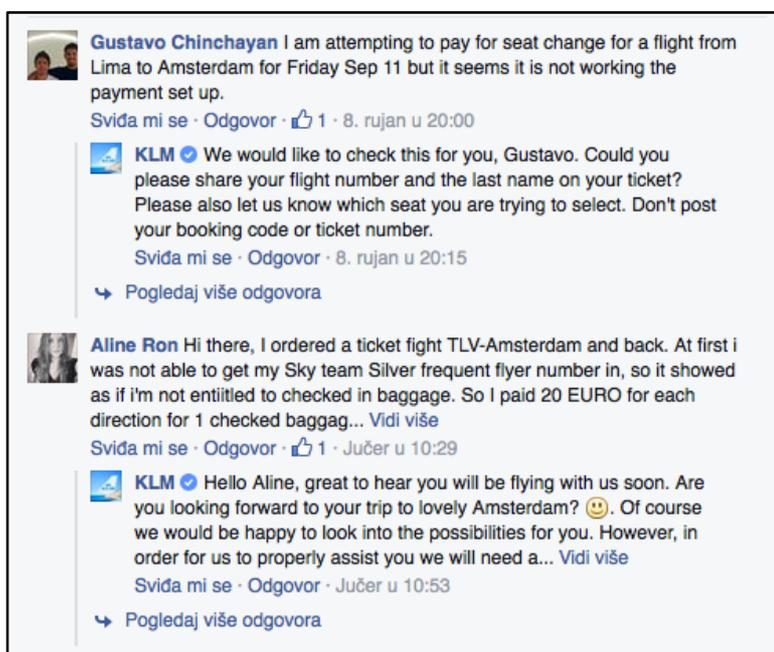 Gustavo Chinchayan I am attempting to pay for seat change for a flight from
Lima to Amsterdam for Friday Sep 11 but it seems it is not working the
payment set up.
Sviđa mi se · Odgovor · 1 · 8. rujan u 20:00
KLM We would like to check this for you, Gustavo. Could you
please share your flight number and the last name on your ticket?
Please also let us know which seat you are trying to select. Don't post
your booking code or ticket number.
Sviđa mi se · Odgovor · 8. rujan u 20:15
Pogledaj više odgovora
Aline Ron Hi there, I ordered a ticket fight TLV-Amsterdam and back. At first i
was not able to get my Sky team Silver frequent flyer number in, so it showed
as if i'm not entiitled to checked in baggage. So I paid 20 EURO for each
direction for 1 checked baggag... Vidi više
Sviđa mi se · Odgovor · 1 · Jučer u 10:29
KLM Hello Aline, great to hear you will be flying with us soon. Are
you looking forward to your trip to lovely Amsterdam? 🙂. Of course
we would be happy to look into the possibilities for you. However, in
order for us to properly assist you we will need a... Vidi više
Sviđa mi se · Odgovor · Jučer u 10:53
Pogledaj više odgovora